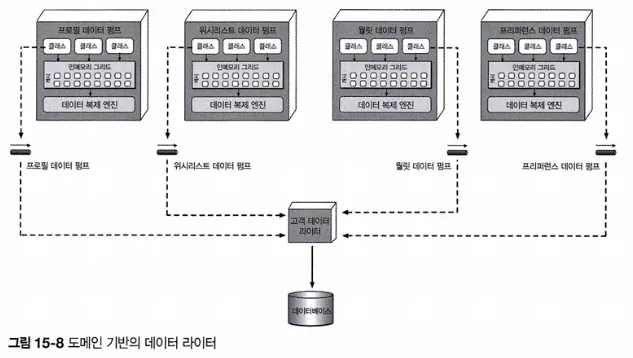 프로필 데이터 펌프
클래스 클래스 클래스
인메모리 그리드
캐시
데이터 복제 엔진
위시리스트 데이터 펌프
클래스 클래스 클래스
인메모리 그리드
캐시
데이터 복제 엔진
월릿 데이터 펌프
클래스 클래스 클래스
인메모리 그리드
캐시
데이터 복제 엔진
프리퍼런스 데이터 펌프
클래스 클래스 클래스
인메모리 그리드
캐시
데이터 복제 엔진
프로필 데이터 펌프
위시리스트 데이터 펌프
월릿 데이터 펌프
프리퍼런스 데이터 펌프
고객 데이터
라이터
데이터베이스
그림 15-8 도메인 기반의 데이터 라이터